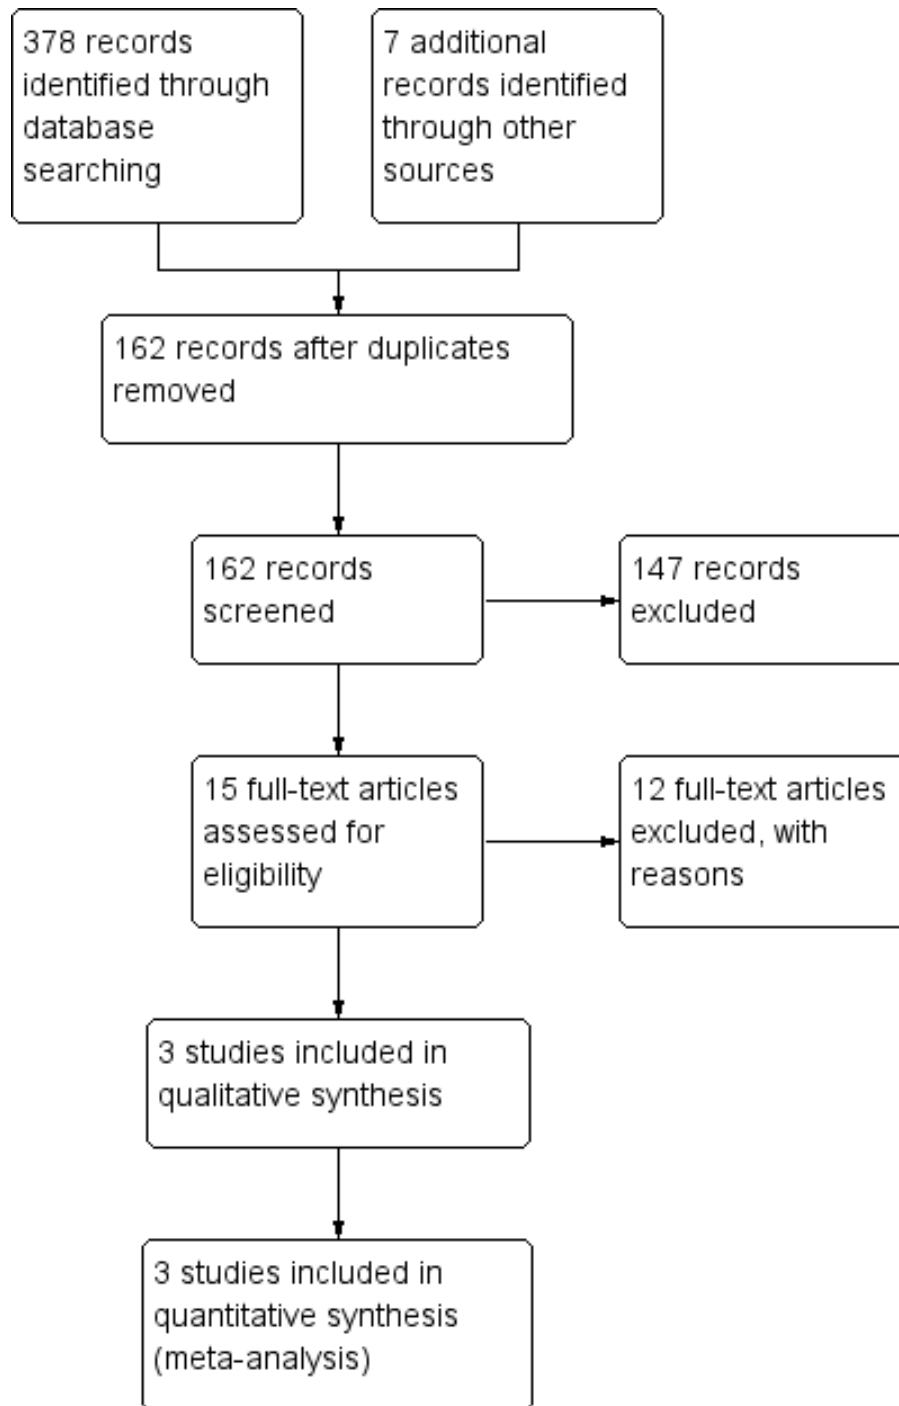 378 records
identified through
database
searching
7 additional
records identified
through other
sources
162 records after duplicates
removed
162 records
screened
147 records
excluded
15 full-text articles
assessed for
eligibility
12 full-text articles
excluded, with
reasons
3 studies included in
qualitative synthesis
3 studies included in
quantitative synthesis
(meta-analysis)